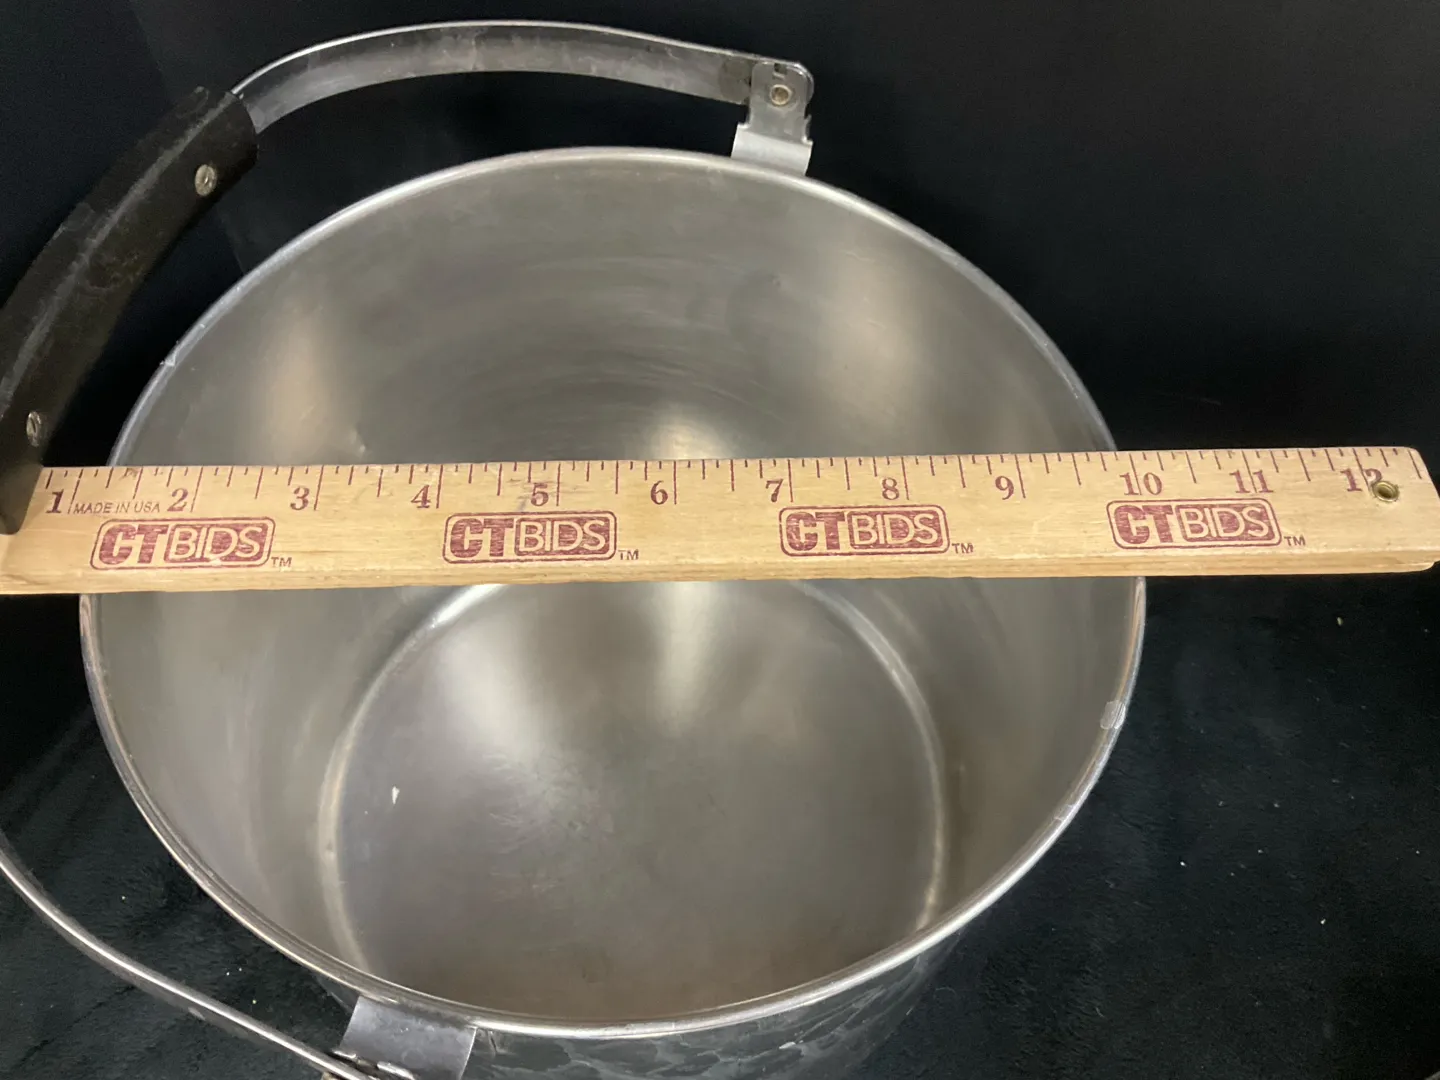 1 2 3 4 5 6 7 8 9 10 11 12
MADE IN USA
CTBIDS™ CTBIDS™ CTBIDS™ CTBIDS™